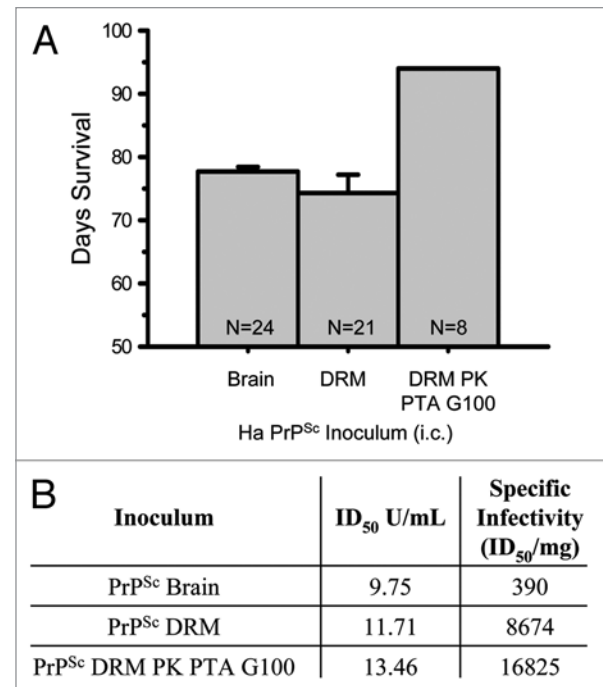 A
Days Survival
100
90
80
70
60
50
N=24 N=21 N=8
Brain DRM DRM PK
PTA G100
Ha PrPSc Inoculum (i.c.)
B
Inoculum ID50 U/mL Specific
Infectivity
(ID50/mg)
PrPSc Brain 9.75 390
PrPSc DRM 11.71 8674
PrPSc DRM PK PTA G100 13.46 16825